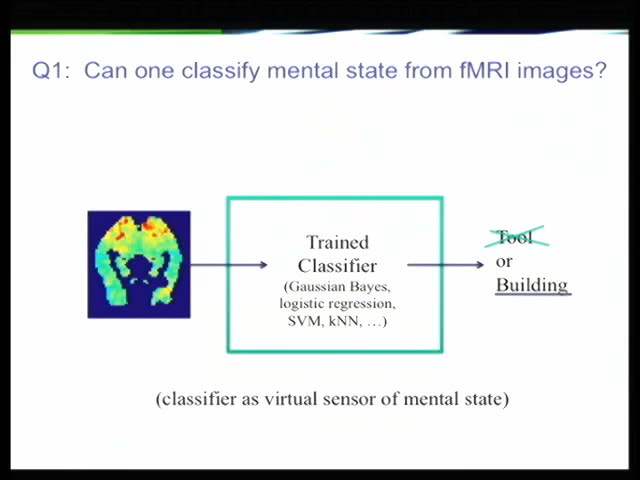 Q1: Can one classify mental state from fMRI images?
Trained
Classifier
(Gaussian Bayes,
logistic regression,
SVM, kNN, …)
Tool
or
Building
(classifier as virtual sensor of mental state)